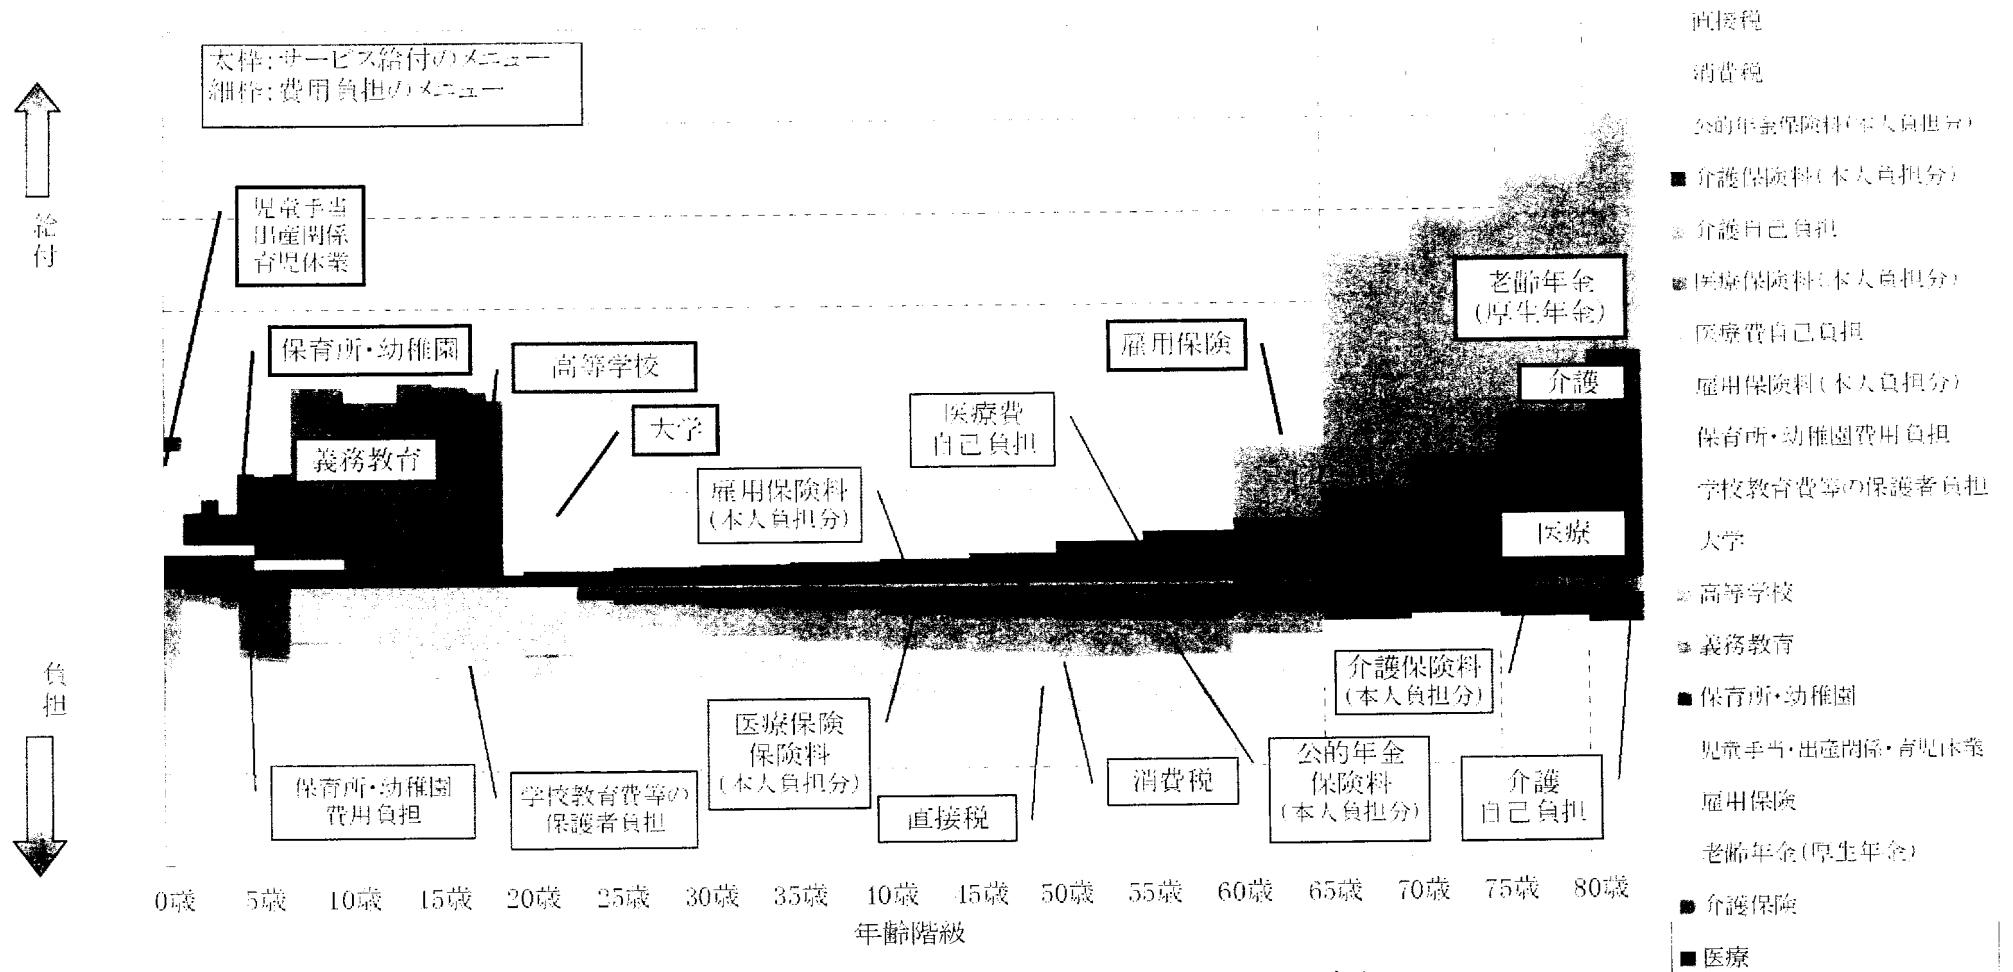 太枠:サービス給付のメニュー
細枠:費用負担のメニュー
給付
負担
児童手当
出産関係
育児休業
保育所・幼稚園
高等学校
大学
義務教育
雇用保険料
(本人負担分)
医療費
自己負担
雇用保険
老齢年金
(厚生年金)
介護
医療
保育所・幼稚園
費用負担
学校教育費等の
保護者負担
医療保険
保険料
(本人負担分)
直接税
消費税
公的年金
保険料
(本人負担分)
介護保険料
(本人負担分)
介護
自己負担
0歳 5歳 10歳 15歳 20歳 25歳 30歳 35歳 40歳 45歳 50歳 55歳 60歳 65歳 70歳 75歳 80歳
年齢階級
直接税
消費税
公的年金保険料(本人負担分)
介護保険料(本人負担分)
介護自己負担
医療保険料(本人負担分)
医療費自己負担
雇用保険料(本人負担分)
保育所・幼稚園費用負担
学校教育費等の保護者負担
大学
高等学校
義務教育
保育所・幼稚園
児童手当・出産関係・育児休業
雇用保険
老齢年金(厚生年金)
介護保険
医療